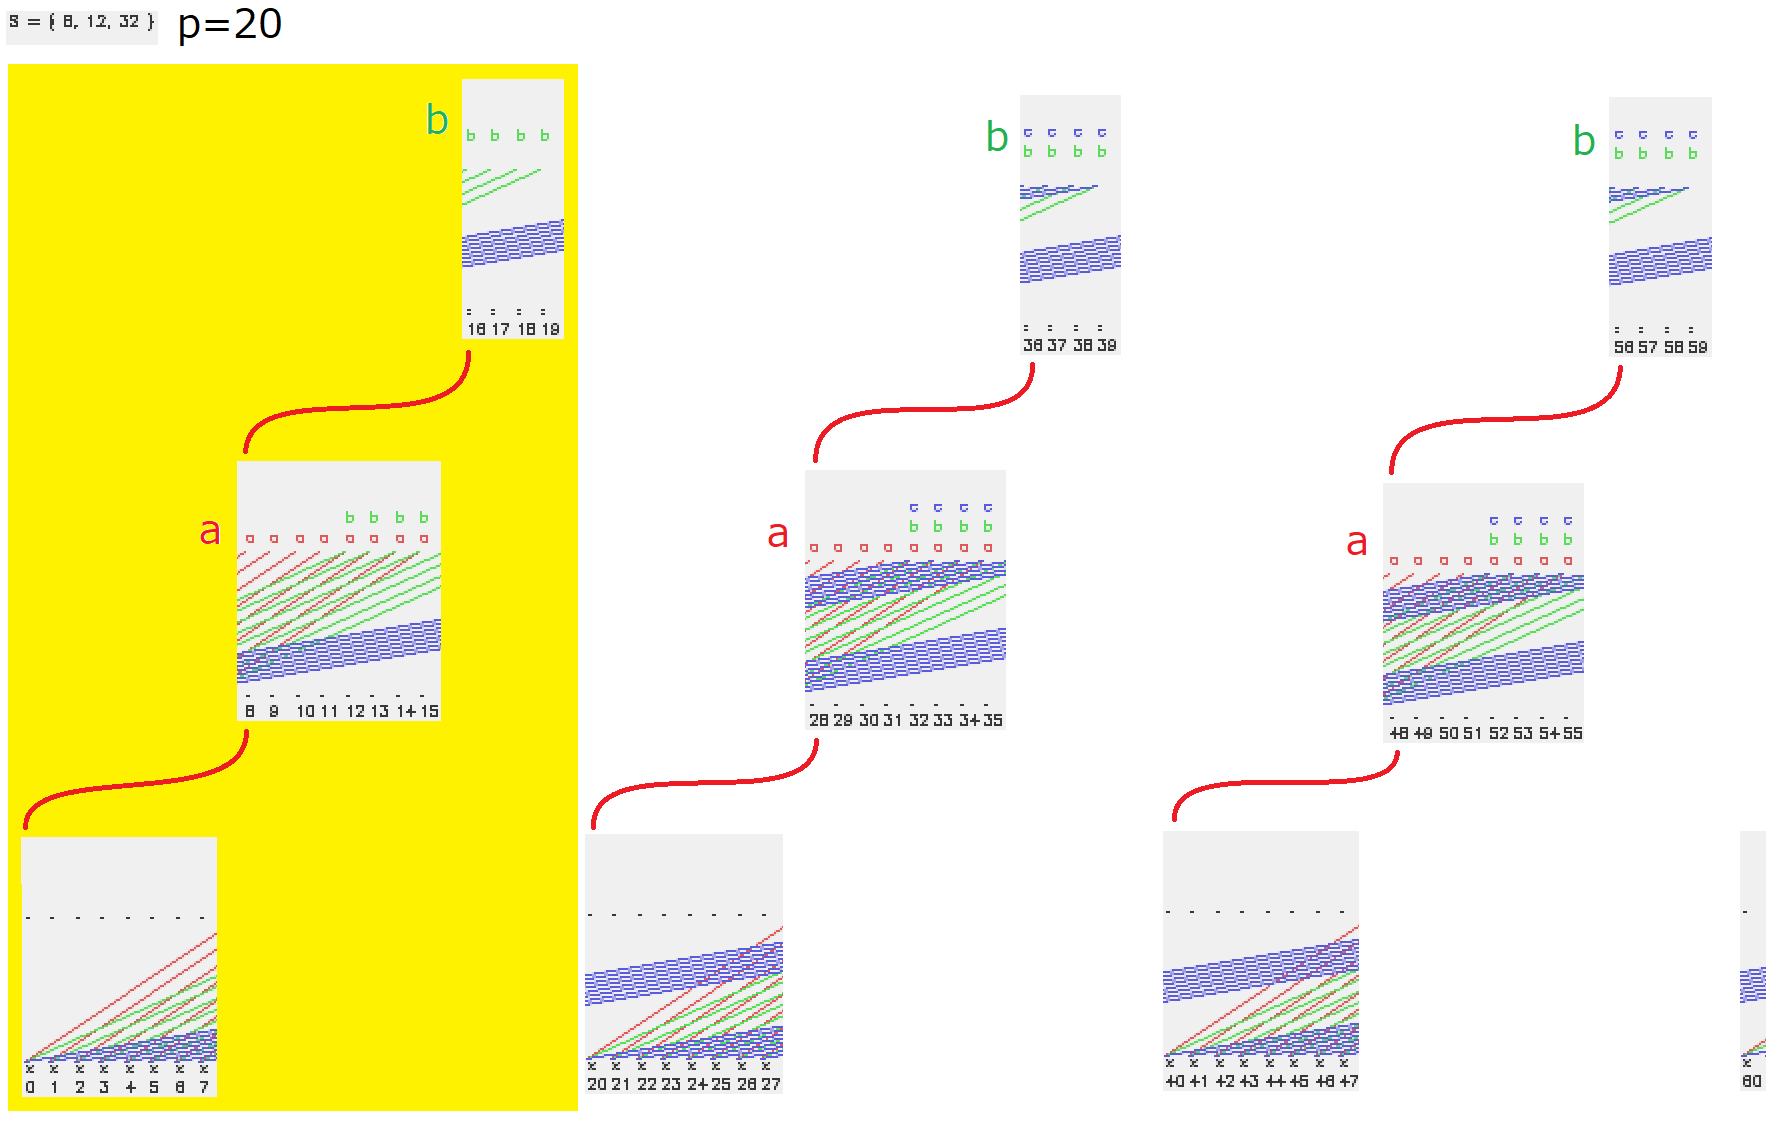 S = { 8, 12, 32 } p=20
b
b b b b
= = = =
16 17 18 19
b
c c c c
b b b b
= = = =
36 37 38 39
b
c c c c
b b b b
= = = =
56 57 58 59
a
b b b b
a a a a a a a a
- - - - - - - -
8 9 10 11 12 13 14 15
a
c c c c
b b b b
a a a a a a a a
- - - - - - - -
28 29 30 31 32 33 34 35
a
c c c c
b b b b
a a a a a a a a
- - - - - - - -
48 49 50 51 52 53 54 55
- - - - - - - -
x x x x x x x x
0 1 2 3 4 5 6 7
- - - - - - - -
x x x x x x x x
20 21 22 23 24 25 26 27
- - - - - - - -
x x x x x x x x
40 41 42 43 44 45 46 47
-
x
60